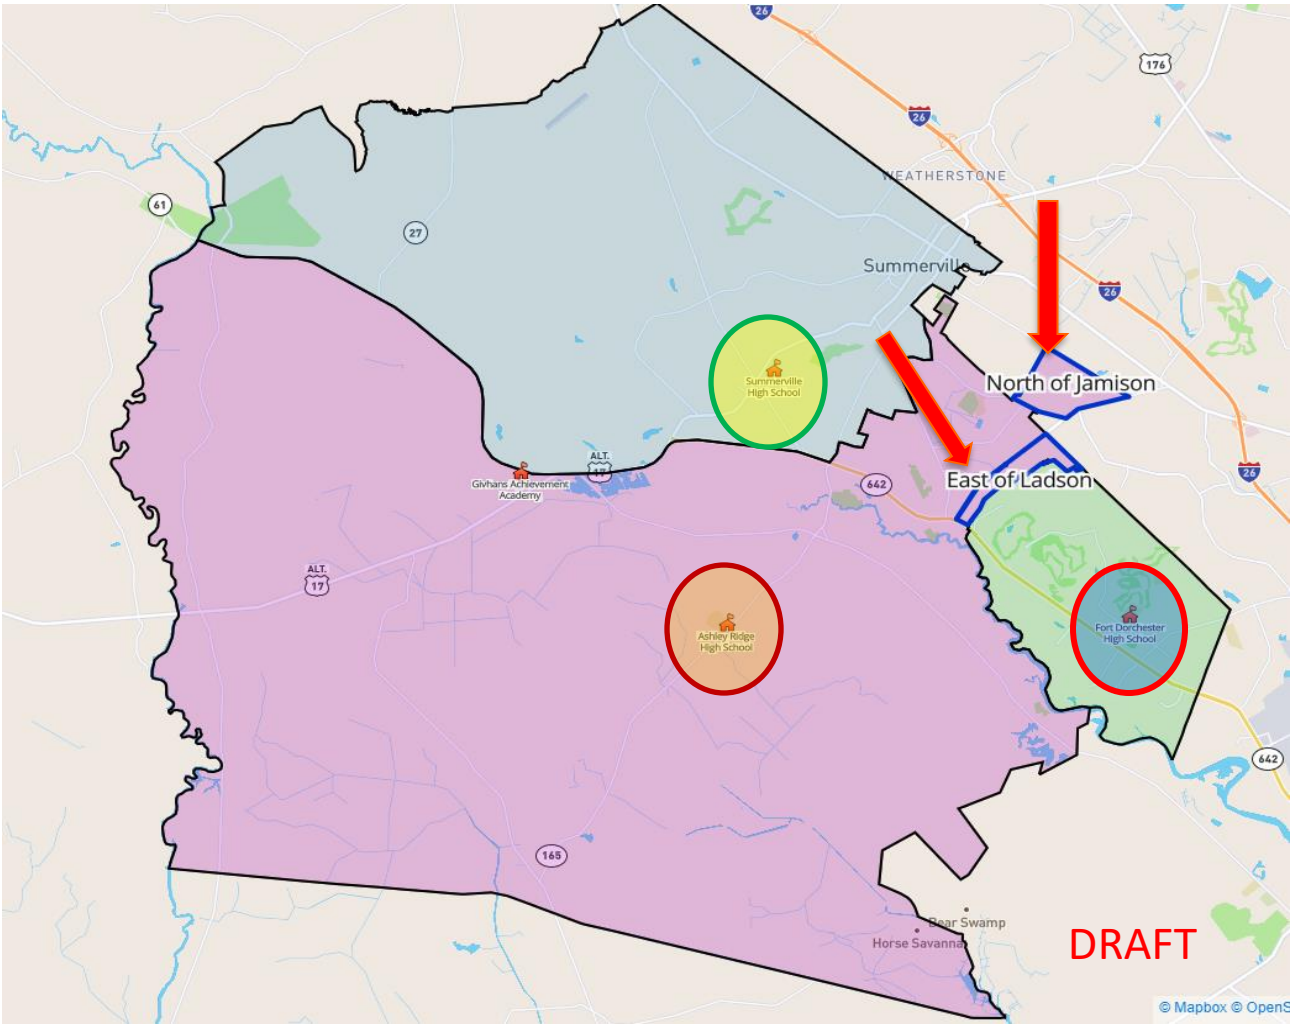 26
176
26
WEATHERSTONE
61
27
Summerville
26
North of Jamison
Summerville
High School
ALT.
17
642
26
East of Ladson
Givhans Achievement
Academy
ALT.
17
Ashley Ridge
High School
Fort Dorchester
High School
642
165
Bear Swamp
Horse Savanna
DRAFT
© Mapbox © OpenS